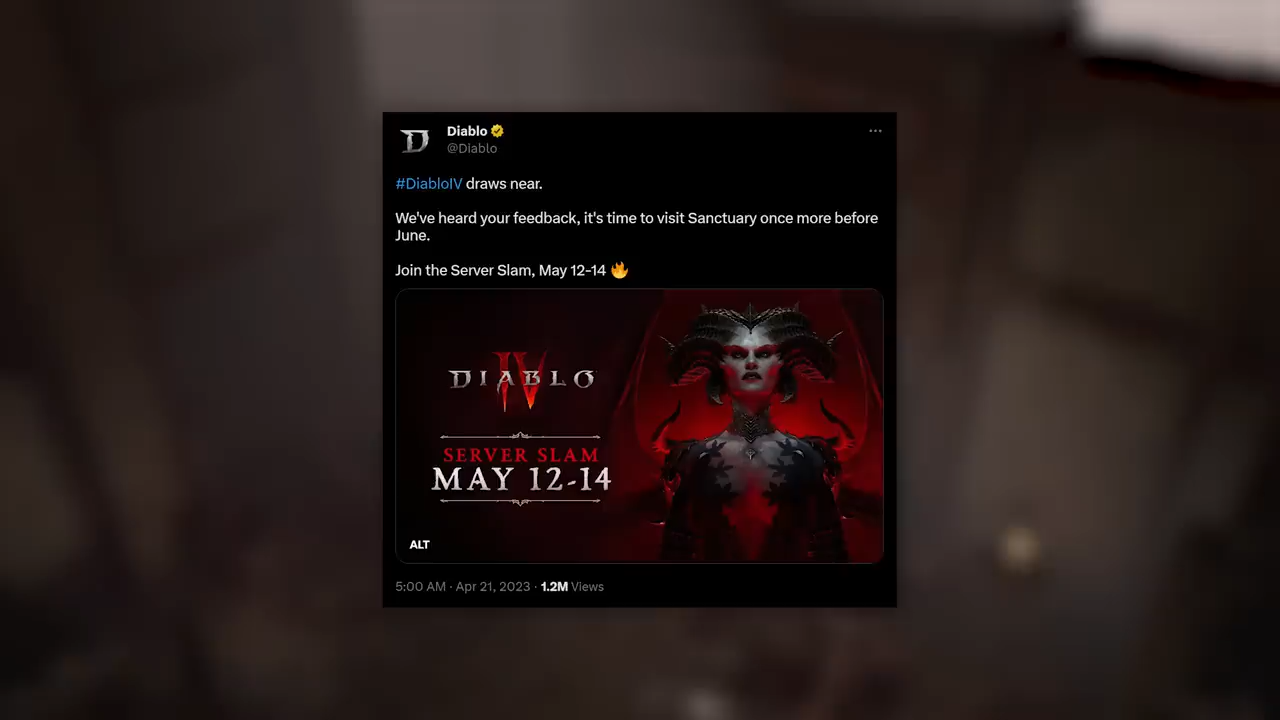 Diablo
@Diablo
#DiabloIV draws near.
We've heard your feedback, it's time to visit Sanctuary once more before
June.
Join the Server Slam, May 12-14 🔥
DIABLO
IV
SERVER SLAM
MAY 12-14
ALT
5:00 AM · Apr 21, 2023 · 1.2M Views